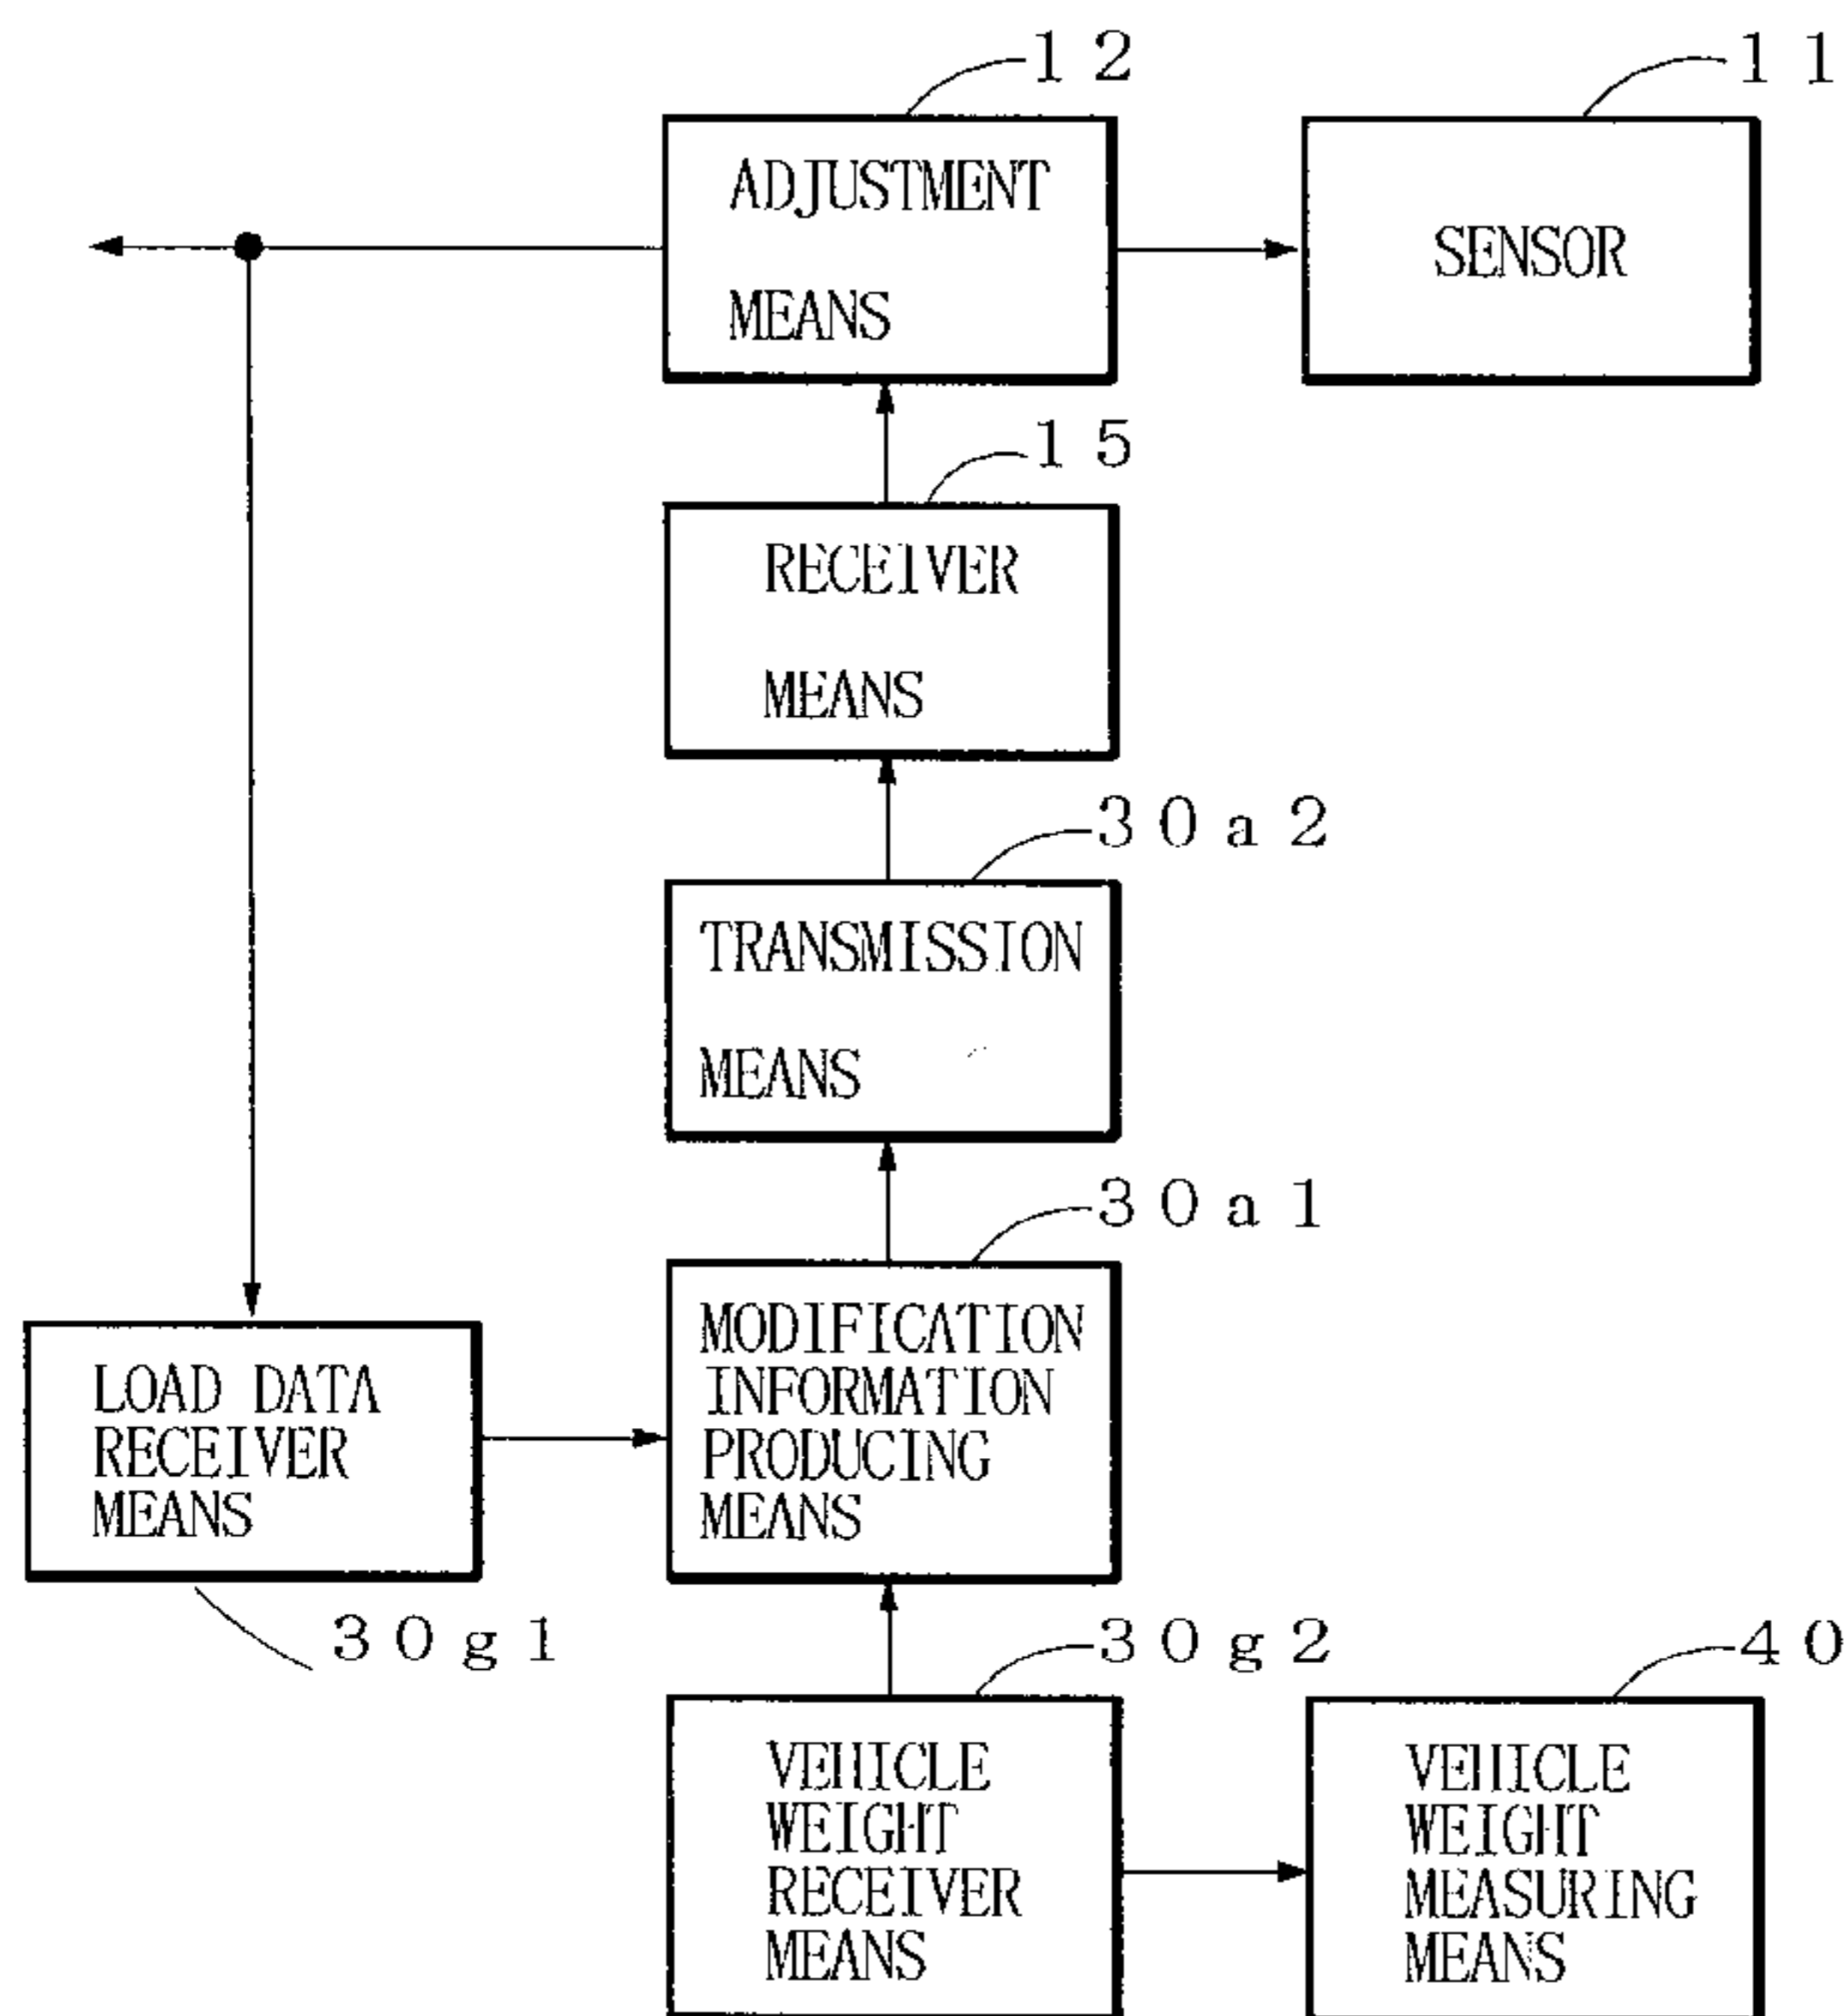 12
11
ADJUSTMENT
MEANS
SENSOR
15
RECEIVER
MEANS
30a2
TRANSMISSION
MEANS
30a1
MODIFICATION
INFORMATION
PRODUCING
MEANS
LOAD DATA
RECEIVER
MEANS
30g1
30g2
40
VEHICLE
WEIGHT
RECEIVER
MEANS
VEHICLE
WEIGHT
MEASURING
MEANS